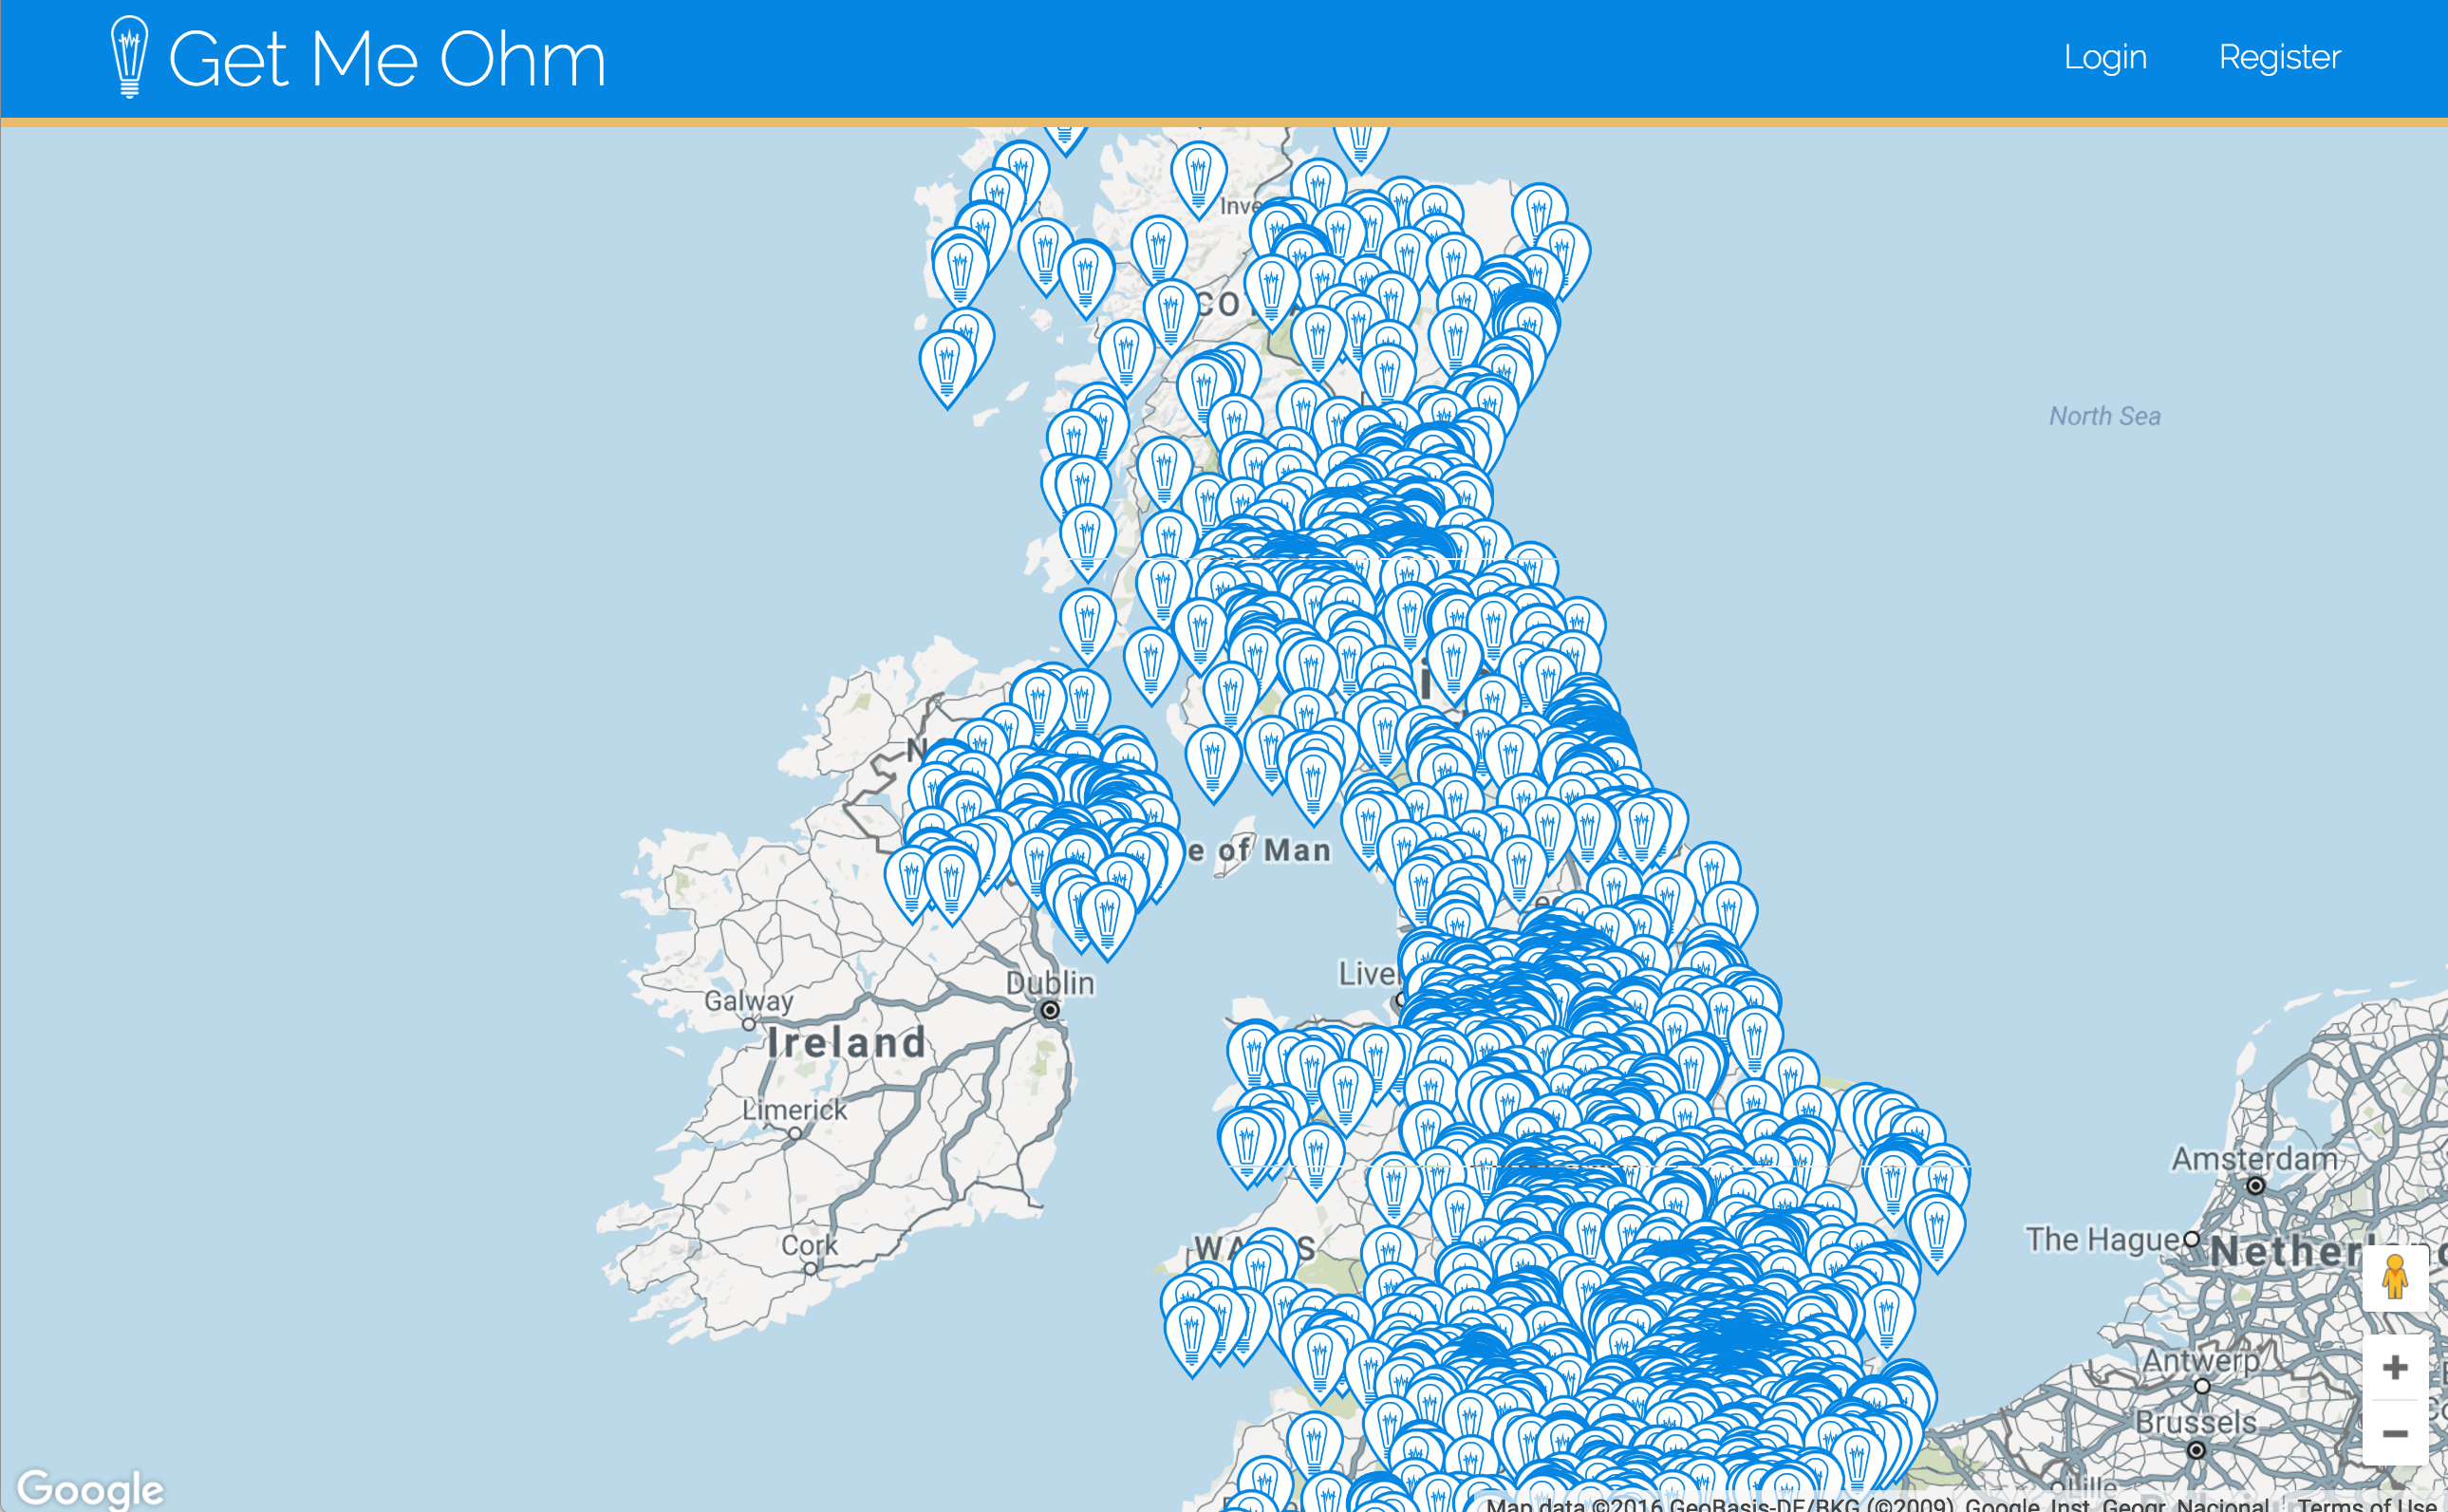 Get Me Ohm
Login
Register
Inve
North Sea
e of Man
Live
Dublin
Galway
Ireland
Limerick
Cork
WA S
Amsterdam
The Hague
Nether
Antwerp
Brussels
Lille
Google
Map data ©2016 GeoBasis-DE/BKG (©2009), Google, Inst. Geogr. Nacional
Terms of Use